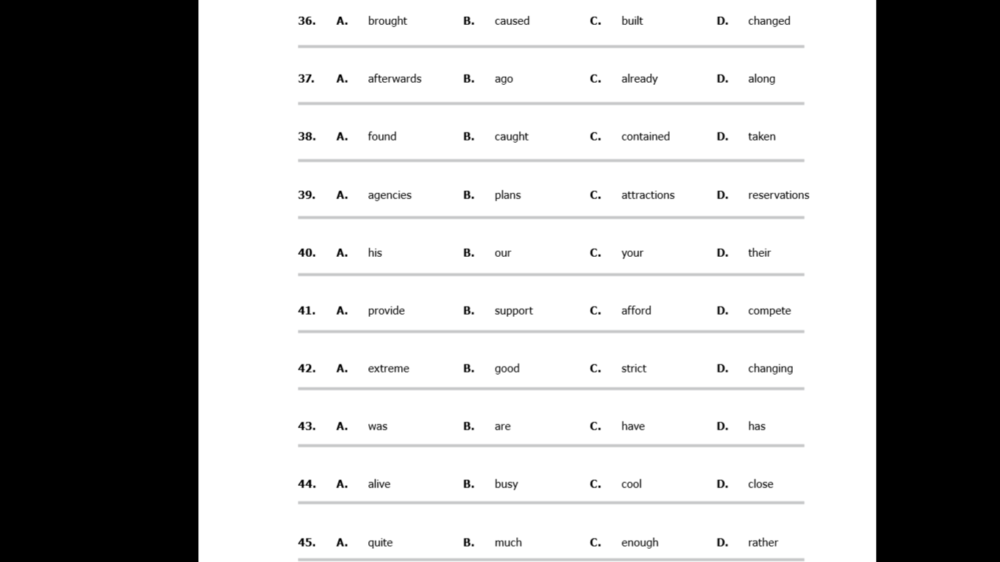 36. A. brought B. caused C. built D. changed
37. A. afterwards B. ago C. already D. along
38. A. found B. caught C. contained D. taken
39. A. agencies B. plans C. attractions D. reservations
40. A. his B. our C. your D. their
41. A. provide B. support C. afford D. compete
42. A. extreme B. good C. strict D. changing
43. A. was B. are C. have D. has
44. A. alive B. busy C. cool D. close
45. A. quite B. much C. enough D. rather